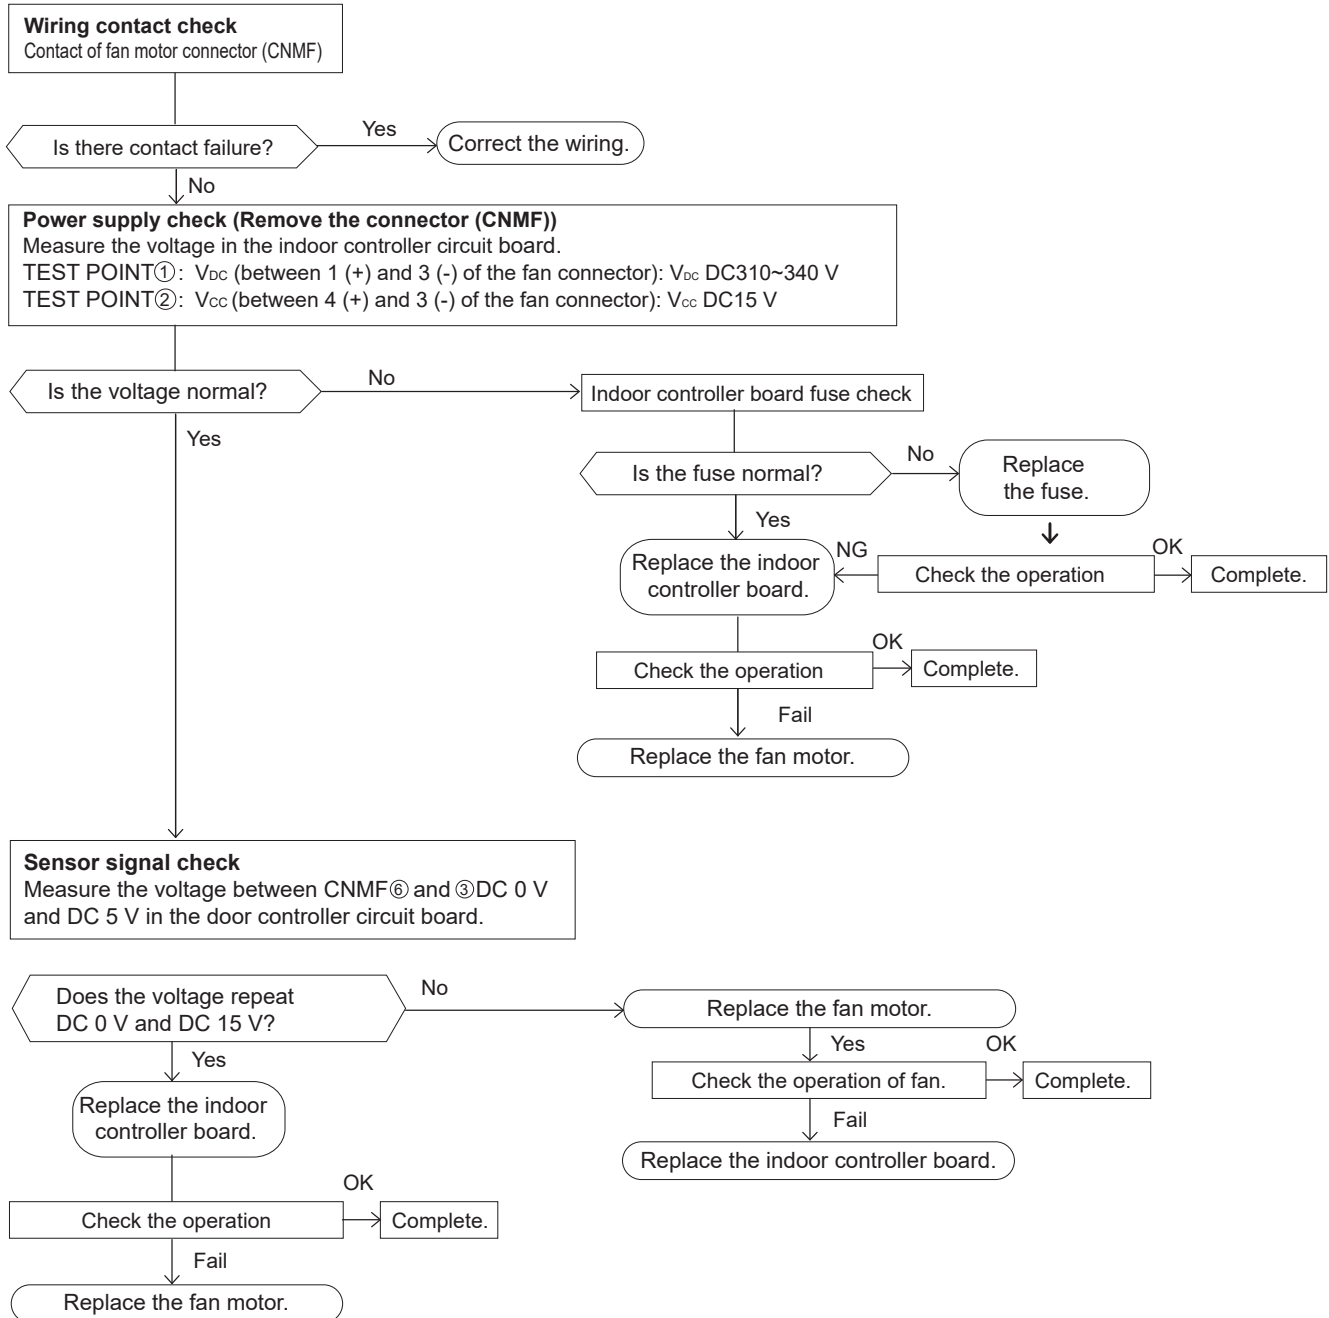 Wiring contact check
Contact of fan motor connector (CNMF)
Is there contact failure?
Yes
Correct the wiring.
No
Power supply check (Remove the connector (CNMF))
Measure the voltage in the indoor controller circuit board.
TEST POINT①: VDC (between 1 (+) and 3 (-) of the fan connector): VDC DC310~340 V
TEST POINT②: VCC (between 4 (+) and 3 (-) of the fan connector): VCC DC15 V
Is the voltage normal?
No
Indoor controller board fuse check
Yes
Is the fuse normal?
No
Replace
the fuse.
Yes
Replace the indoor
controller board.
NG
Check the operation
OK
Complete.
Check the operation
OK
Complete.
Fail
Replace the fan motor.
Sensor signal check
Measure the voltage between CNMF⑥ and ③DC 0 V
and DC 5 V in the door controller circuit board.
Does the voltage repeat
DC 0 V and DC 15 V?
No
Replace the fan motor.
Yes
Check the operation of fan.
OK
Complete.
Fail
Replace the indoor controller board.
Yes
Replace the indoor
controller board.
Check the operation
OK
Complete.
Fail
Replace the fan motor.